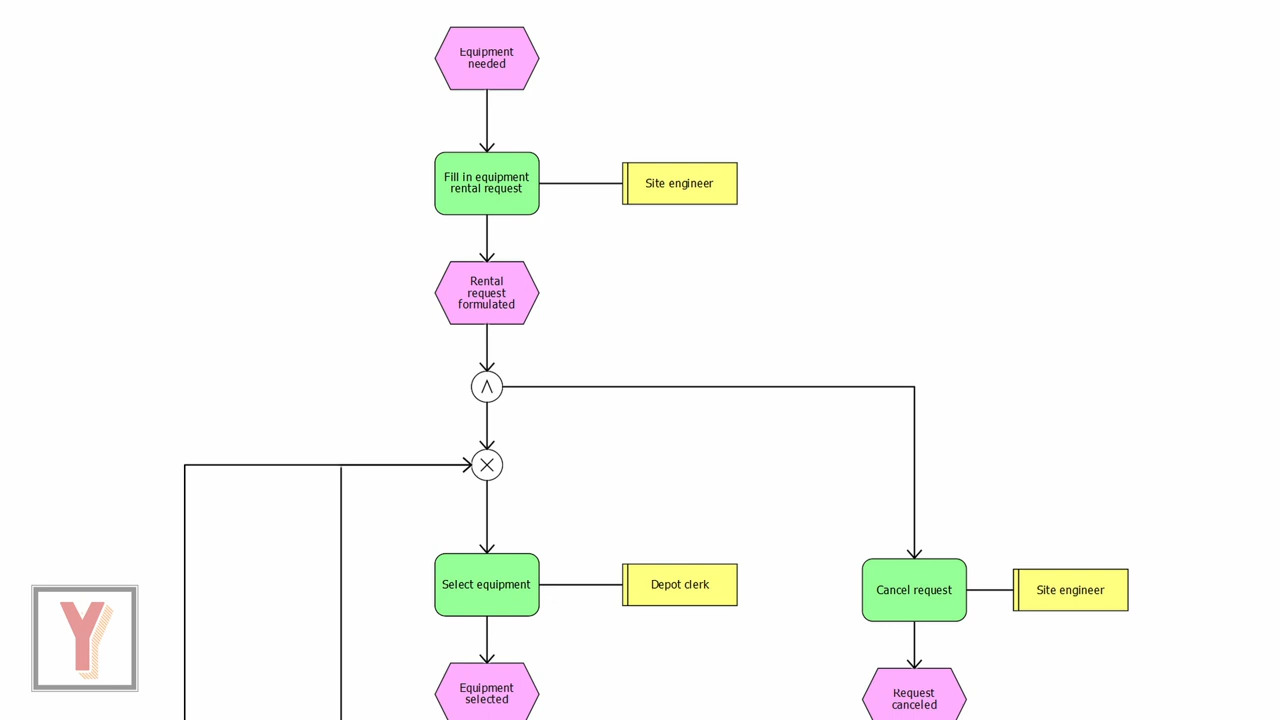 Equipment
needed
Fill in equipment
rental request
Site engineer
Rental
request
formulated
Select equipment
Depot clerk
Cancel request
Site engineer
Equipment
selected
Request
canceled
Y